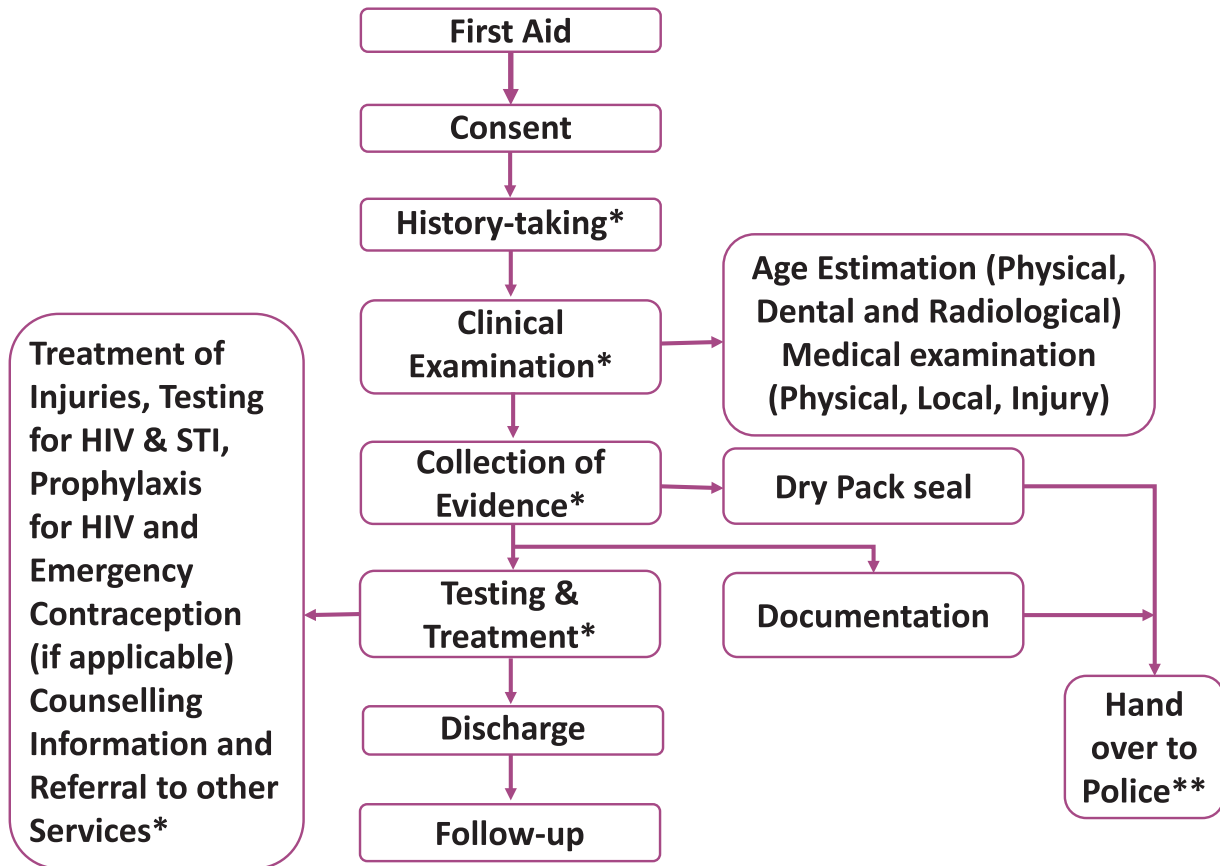 First Aid
Consent
History-taking*
Clinical
Examination*
Age Estimation (Physical,
Dental and Radiological)
Medical examination
(Physical, Local, Injury)
Collection of
Evidence*
Dry Pack seal
Testing &
Treatment*
Documentation
Treatment of
Injuries, Testing
for HIV & STI,
Prophylaxis
for HIV and
Emergency
Contraception
(if applicable)
Counselling
Information and
Referral to other
Services*
Discharge
Follow-up
Hand
over to
Police**